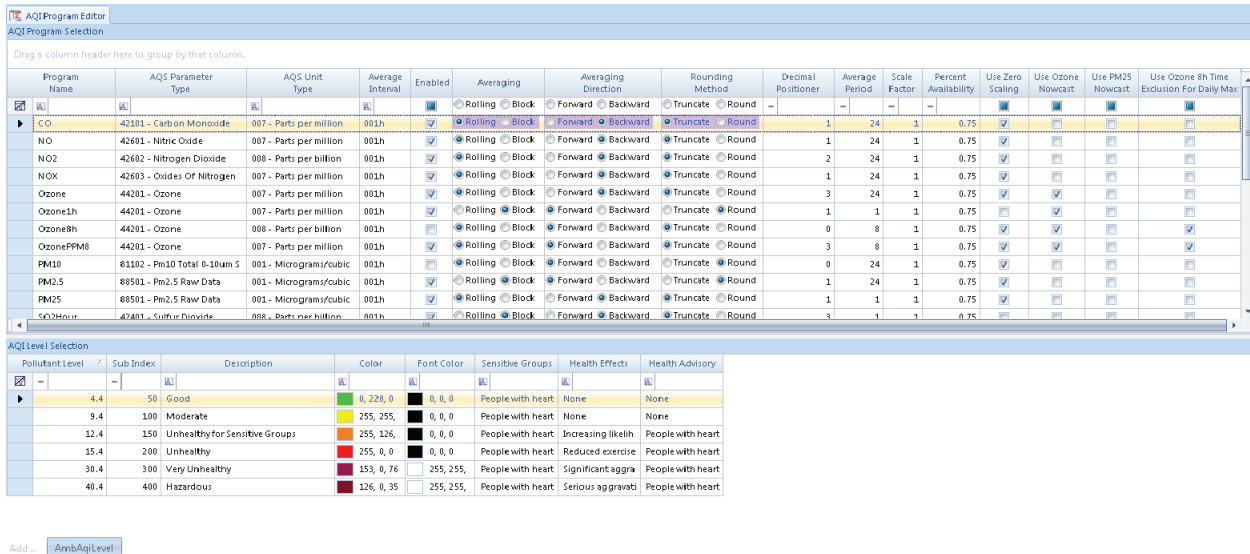 AQI Program Editor
AQI Program Selection
Drag a column header here to group by that column.
Program Name AQS Parameter Type AQS Unit Type Average Interval Enabled Averaging Averaging Direction Rounding Method Decimal Positioner Average Period Scale Factor Percent Availability Use Zero Scaling Use Ozone Nowcast Use PM25 Nowcast Use Ozone 8h Time Exclusion For Daily Max
Rolling Block Forward Backward Truncate Round
CO 42101 - Carbon Monoxide 007 - Parts per million 001h Rolling Block Forward Backward Truncate Round 1 24 1 0.75
NO 42601 - Nitric Oxide 007 - Parts per million 001h Rolling Block Forward Backward Truncate Round 1 24 1 0.75
NO2 42602 - Nitrogen Dioxide 008 - Parts per billion 001h Rolling Block Forward Backward Truncate Round 2 24 1 0.75
NOX 42603 - Oxides Of Nitrogen 007 - Parts per million 001h Rolling Block Forward Backward Truncate Round 1 24 1 0.75
Ozone 44201 - Ozone 007 - Parts per million 001h Rolling Block Forward Backward Truncate Round 3 24 1 0.75
Ozone1h 44201 - Ozone 007 - Parts per million 001h Rolling Block Forward Backward Truncate Round 1 1 1 0.75
Ozone8h 44201 - Ozone 008 - Parts per billion 001h Rolling Block Forward Backward Truncate Round 0 8 1 0.75
OzonePPM8 44201 - Ozone 007 - Parts per million 001h Rolling Block Forward Backward Truncate Round 3 8 1 0.75
PM10 81102 - Pm10 Total 0-10um S 001 - Micrograms/cubic 001h Rolling Block Forward Backward Truncate Round 0 24 1 0.75
PM2.5 88501 - Pm2.5 Raw Data 001 - Micrograms/cubic 001h Rolling Block Forward Backward Truncate Round 1 24 1 0.75
PM25 88501 - Pm2.5 Raw Data 001 - Micrograms/cubic 001h Rolling Block Forward Backward Truncate Round 1 1 1 0.75
SO2Hour 42401 - Sulfur Dioxide 008 - Parts per billion 001h Rolling Block Forward Backward Truncate Round 3 1 1 0.75
AQI Level Selection
Pollutant Level Sub Index Description Color Font Color Sensitive Groups Health Effects Health Advisory
4.4 50 Good 0, 228, 0 0, 0, 0 People with heart None None
9.4 100 Moderate 255, 255, 0, 0, 0 People with heart None None
12.4 150 Unhealthy for Sensitive Groups 255, 126, 0, 0, 0 People with heart Increasing likelih People with heart
15.4 200 Unhealthy 255, 0, 0 0, 0, 0 People with heart Reduced exercise People with heart
30.4 300 Very Unhealthy 153, 0, 76 255, 255, People with heart Significant aggra People with heart
40.4 400 Hazardous 126, 0, 35 255, 255, People with heart Serious aggravati People with heart
Add ... AmbAqiLevel